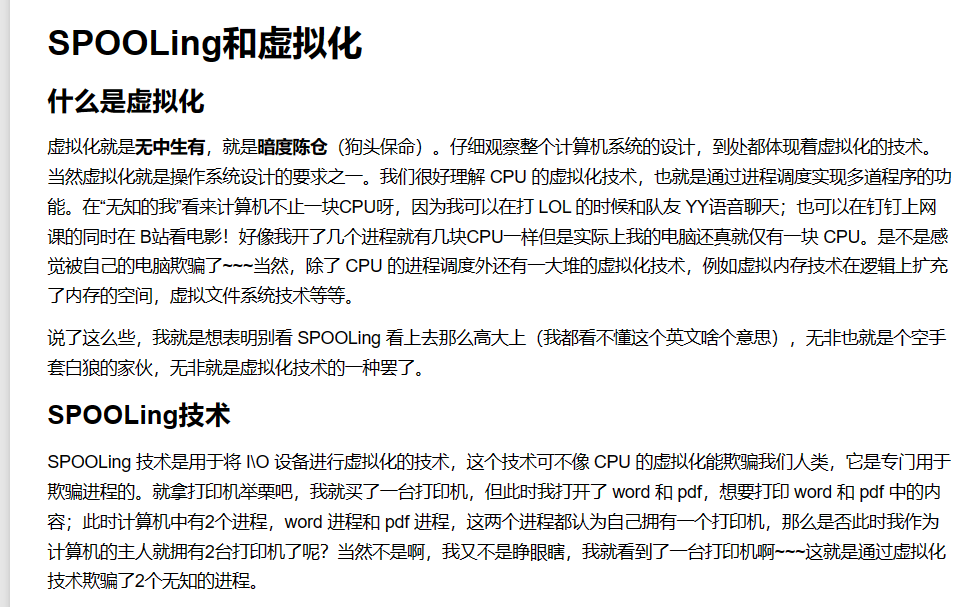 SPOOLing和虚拟化
什么是虚拟化
虚拟化就是无中生有，就是暗度陈仓（狗头保命）。仔细观察整个计算机系统的设计，到处都体现着虚拟化的技术。
当然虚拟化就是操作系统设计的要求之一。我们很好理解 CPU 的虚拟化技术，也就是通过进程调度实现多道程序的功
能。在“无知的我”看来计算机不止一块CPU呀，因为我可以在打 LOL 的时候和队友 YY语音聊天；也可以在钉钉上网
课的同时在 B站看电影！好像我开了几个进程就有几块CPU一样但是实际上我的电脑还真就仅有一块 CPU。是不是感
觉被自己的电脑欺骗了~~~当然，除了 CPU 的进程调度外还有一大堆的虚拟化技术，例如虚拟内存技术在逻辑上扩充
了内存的空间，虚拟文件系统技术等等。
说了这么些，我就是想表明别看 SPOOLing 看上去那么高大上（我都看不懂这个英文啥个意思），无非也就是个空手
套白狼的家伙，无非就是虚拟化技术的一种罢了。
SPOOLing技术
SPOOLing 技术是用于将 I\O 设备进行虚拟化的技术，这个技术可不像 CPU 的虚拟化能欺骗我们人类，它是专门用于
欺骗进程的。就拿打印机举栗吧，我就买了一台打印机，但此时我打开了 word 和 pdf，想要打印 word 和 pdf 中的内
容；此时计算机中有2个进程，word 进程和 pdf 进程，这两个进程都认为自己拥有一个打印机，那么是否此时我作为
计算机的主人就拥有2台打印机了呢？当然不是啊，我又不是睁眼瞎，我就看到了一台打印机啊~~~这就是通过虚拟化
技术欺骗了2个无知的进程。